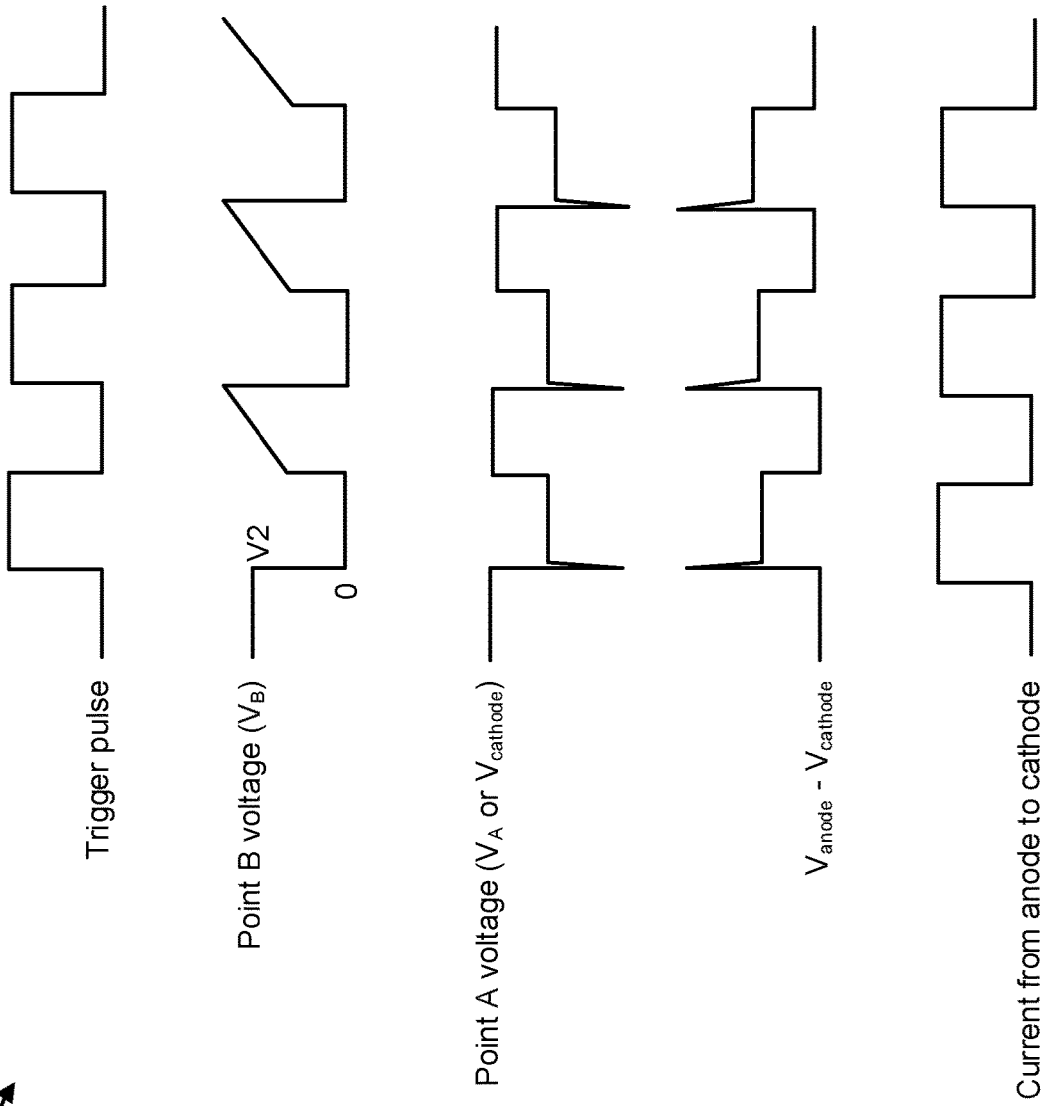 Trigger pulse
Point B voltage (VB)
V2
0
Point A voltage (VA or Vcathode)
Vanode - Vcathode
Current from anode to cathode